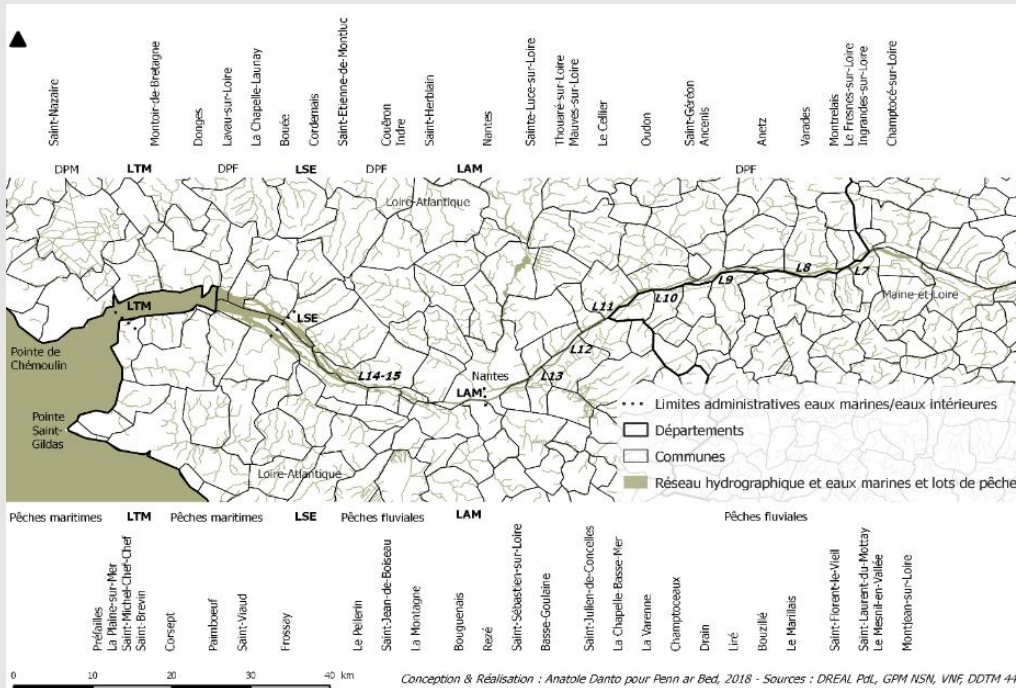 Saint-Nazaire
Montoir-de-Bretagne
Donges
Lavau-sur-Loire
La Chapelle-Launay
Bouée
Cordemais
Saint-Etienne-de-Montluc
Couëron
Indre
Saint-Herblain
Nantes
Sainte-Luce-sur-Loire
Thouaré-sur-Loire
Mauves-sur-Loire
Le Cellier
Oudon
Saint-Géréon
Ancenis
Anetz
Varades
Montrelais
Le Fresnes-sur-Loire
Ingrandes-sur-Loire
Champtocé-sur-Loire
DPM LTM DPF LSE DPF LAM DPF
Loire-Atlantique
L7
L8
L9
L10
L11
Maine-et-Loire
LTM
LSE
L12
Pointe de
Chémoulin
L14-15
Nantes
L13
LAM
Pointe
Saint-
Gildas
Loire-Atlantique
Limites administratives eaux marines/eaux intérieures
Départements
Communes
Réseau hydrographique et eaux marines et lots de pêche
Pêches maritimes LTM Pêches maritimes LSE Pêches fluviales LAM Pêches fluviales
Préfailles
La Plaine-sur-Mer
Saint-Michel-Chef-Chef
Saint-Brevin
Corsept
Paimboeuf
Saint-Viaud
Frossay
Le Pellerin
Saint-Jean-de-Boiseau
La Montagne
Bouguenais
Rezé
Saint-Sébastien-sur-Loire
Basse-Goulaine
Saint-Julien-de-Concelles
La Chapelle-Basse-Mer
La Varenne
Champtoceaux
Drain
Liré
Bouzillé
Le Marillais
Saint-Florent-le-Vieil
Saint-Laurent-du-Mottay
Le Mesnil-en-Vallée
Montjean-sur-Loire
0 10 20 30 40 km
Conception & Réalisation : Anatole Danto pour Penn ar Bed, 2018 - Sources : DREAL PdL, GPM NSN, VNF, DDTM 44